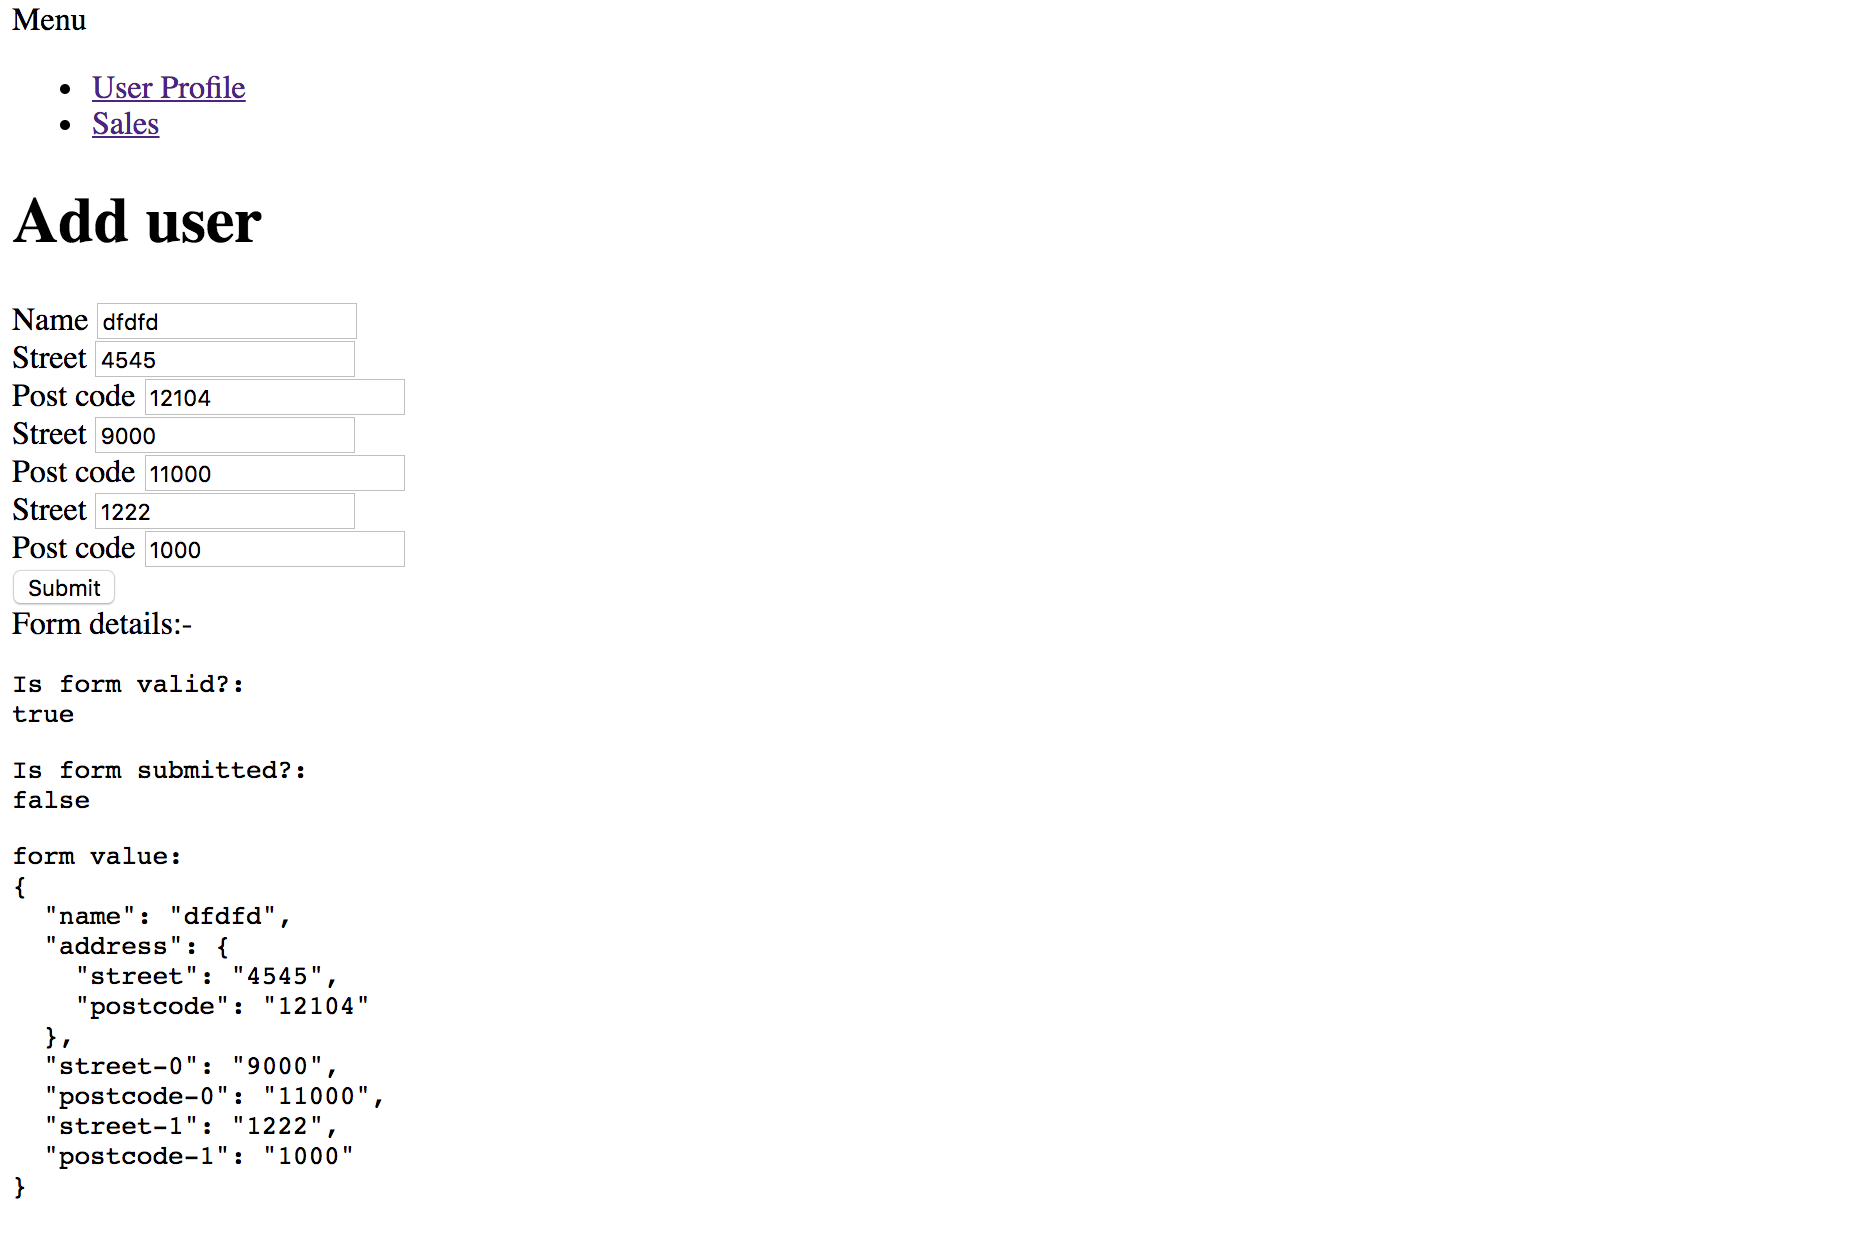 Menu
User Profile
Sales
Add user
Name dfdfd
Street 4545
Post code 12104
Street 9000
Post code 11000
Street 1222
Post code 1000
Submit
Form details:-
Is form valid?:
true
Is form submitted?:
false
form value:
{
  "name": "dfdfd",
  "address": {
    "street": "4545",
    "postcode": "12104"
  },
  "street-0": "9000",
  "postcode-0": "11000",
  "street-1": "1222",
  "postcode-1": "1000"
}